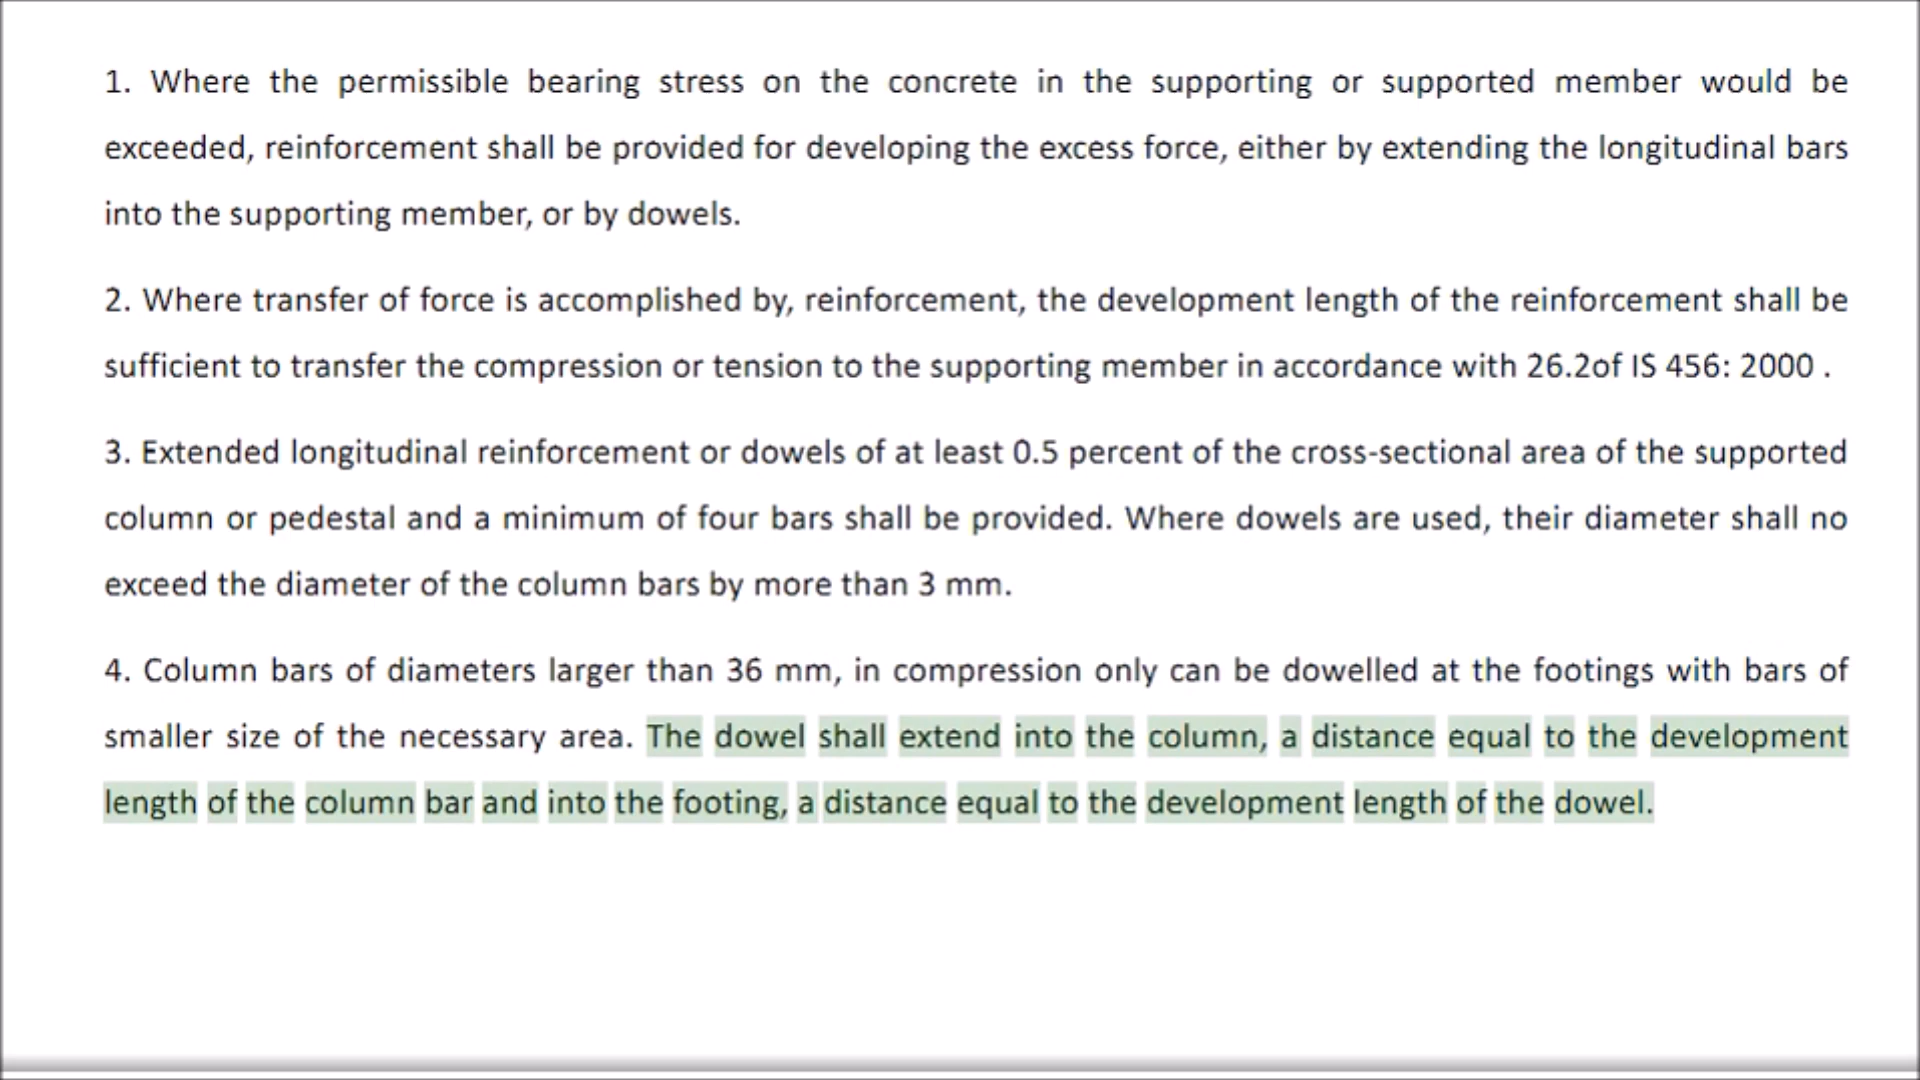 1. Where the permissible bearing stress on the concrete in the supporting or supported member would be
exceeded, reinforcement shall be provided for developing the excess force, either by extending the longitudinal bars
into the supporting member, or by dowels.
2. Where transfer of force is accomplished by, reinforcement, the development length of the reinforcement shall be
sufficient to transfer the compression or tension to the supporting member in accordance with 26.2of IS 456: 2000 .
3. Extended longitudinal reinforcement or dowels of at least 0.5 percent of the cross-sectional area of the supported
column or pedestal and a minimum of four bars shall be provided. Where dowels are used, their diameter shall no
exceed the diameter of the column bars by more than 3 mm.
4. Column bars of diameters larger than 36 mm, in compression only can be dowelled at the footings with bars of
smaller size of the necessary area. The dowel shall extend into the column, a distance equal to the development
length of the column bar and into the footing, a distance equal to the development length of the dowel.